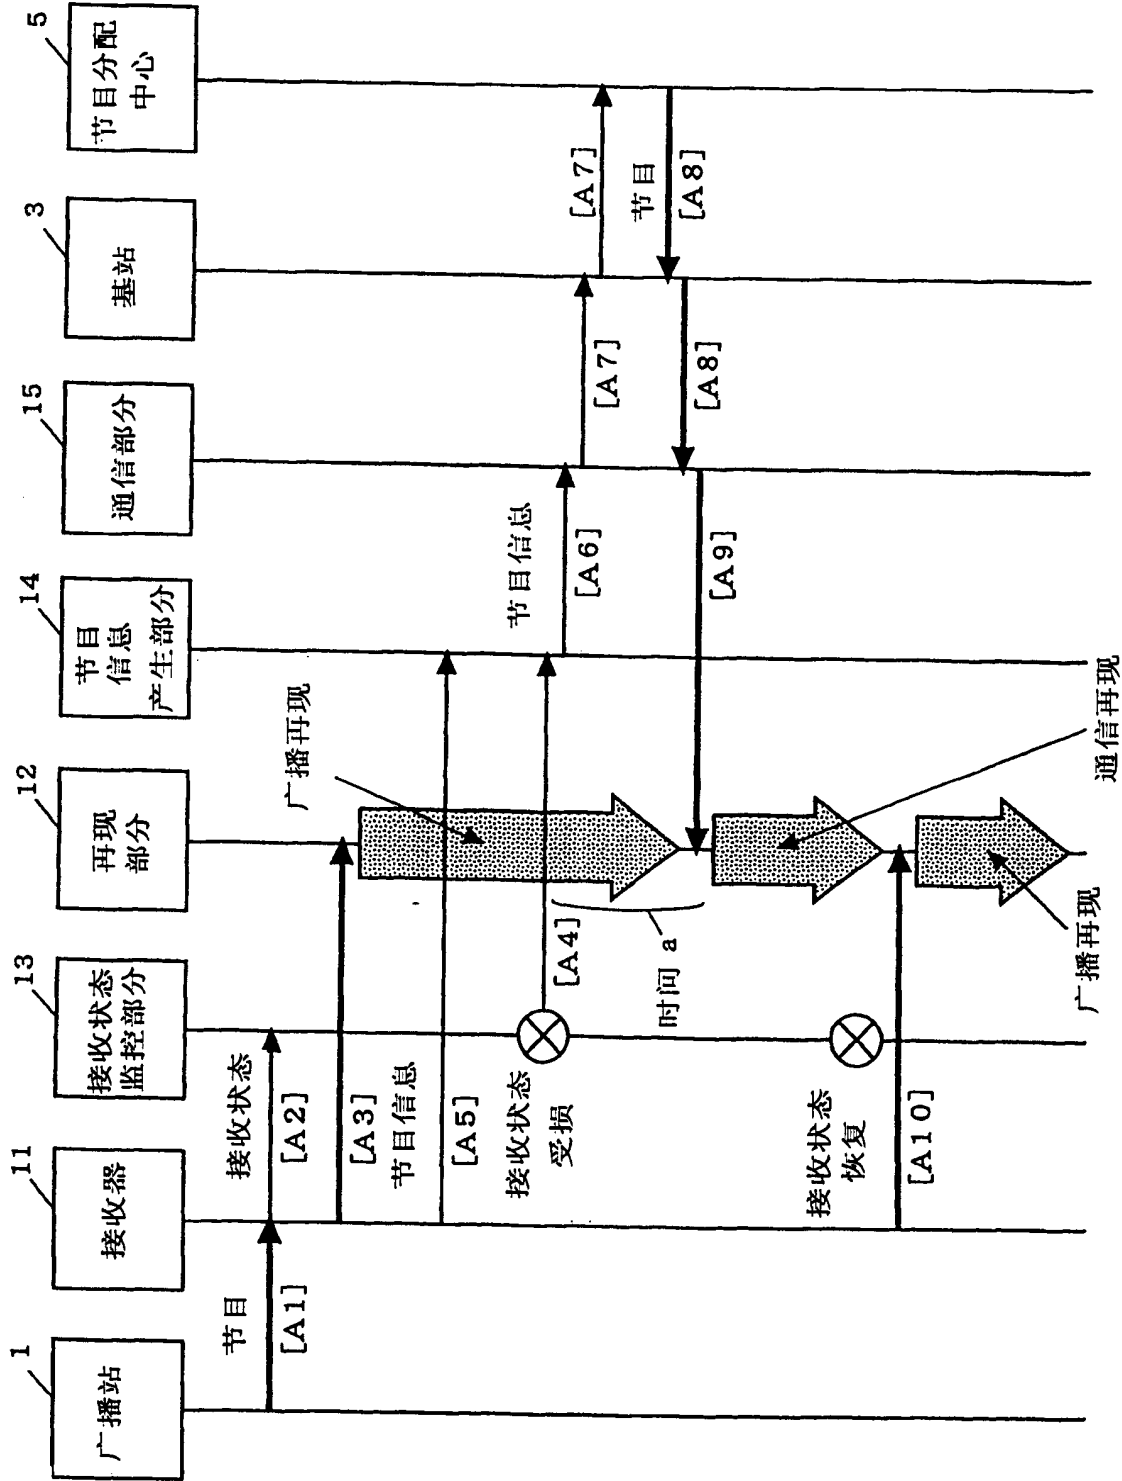 1
广播站
11
接收器
13
接收状态
监控部分
12
再现
部分
14
节目
信息
产生部分
15
通信部分
3
基站
5
节目分配
中心
节目
[A1]
接收状态
[A2]
[A3]
广播再现
节目信息
[A5]
接收状态
受损
[A4]
节目信息
[A6]
[A7]
[A7]
时间 a
节目
[A8]
[A8]
[A9]
接收状态
恢复
[A10]
广播再现
通信再现